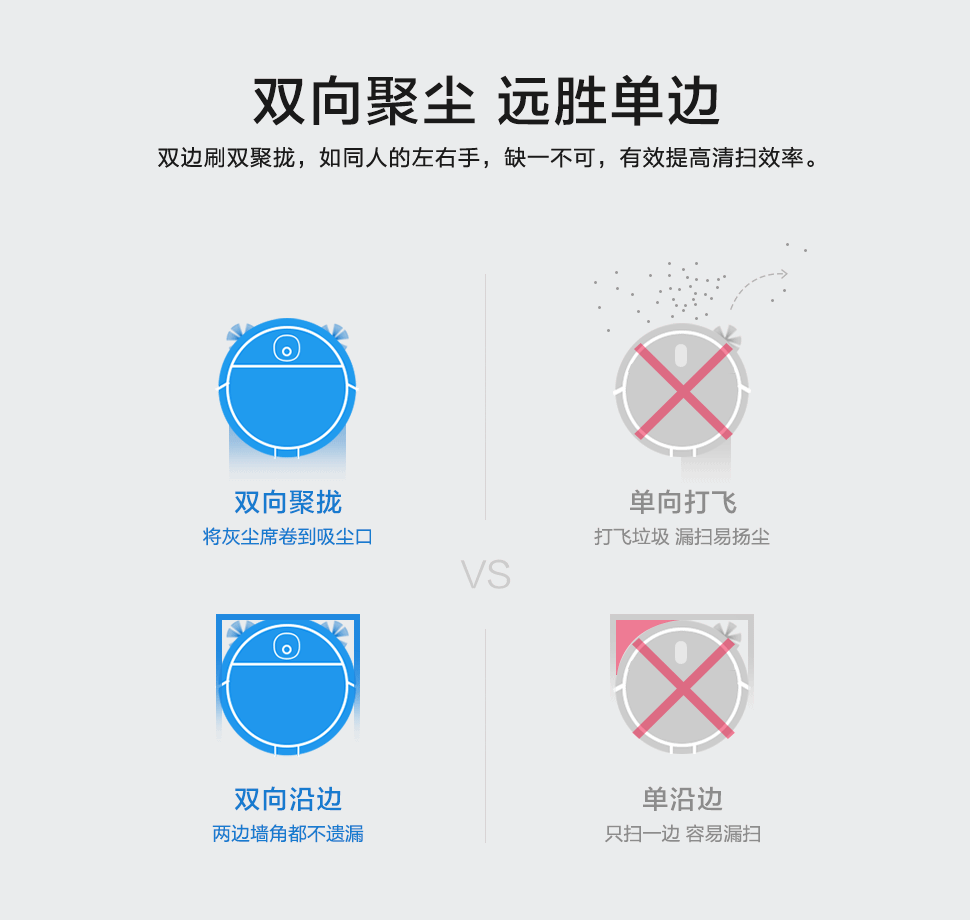 双向聚尘 远胜单边
双边刷双聚拢，如同人的左右手，缺一不可，有效提高清扫效率。
双向聚拢
将灰尘席卷到吸尘口
单向打飞
打飞垃圾 漏扫易扬尘
VS
双向沿边
两边墙角都不遗漏
单沿边
只扫一边 容易漏扫